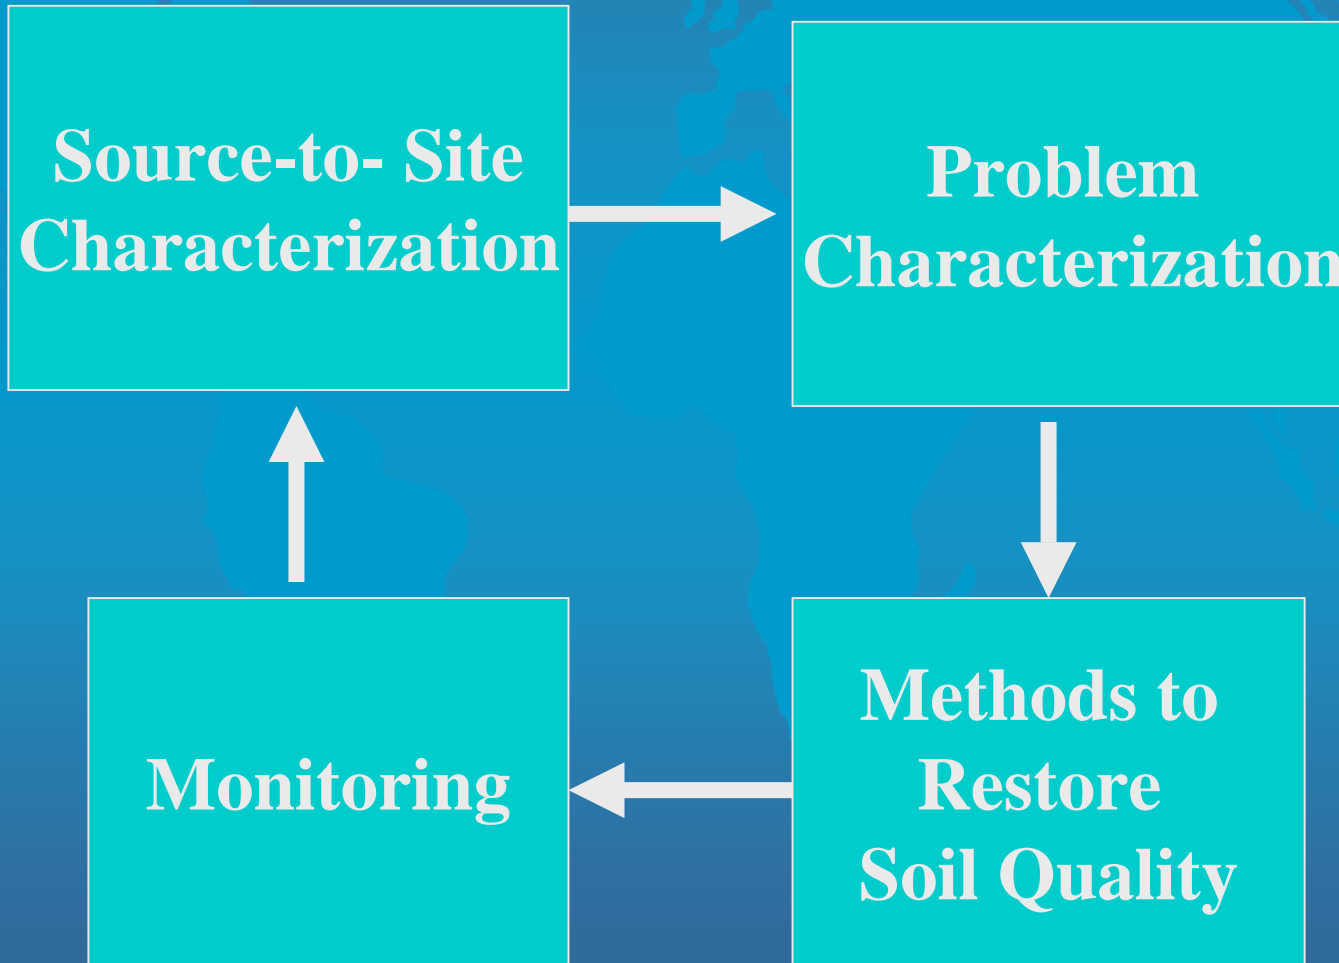 Source-to- Site
Characterization
Problem
Characterization
Methods to
Restore
Soil Quality
Monitoring